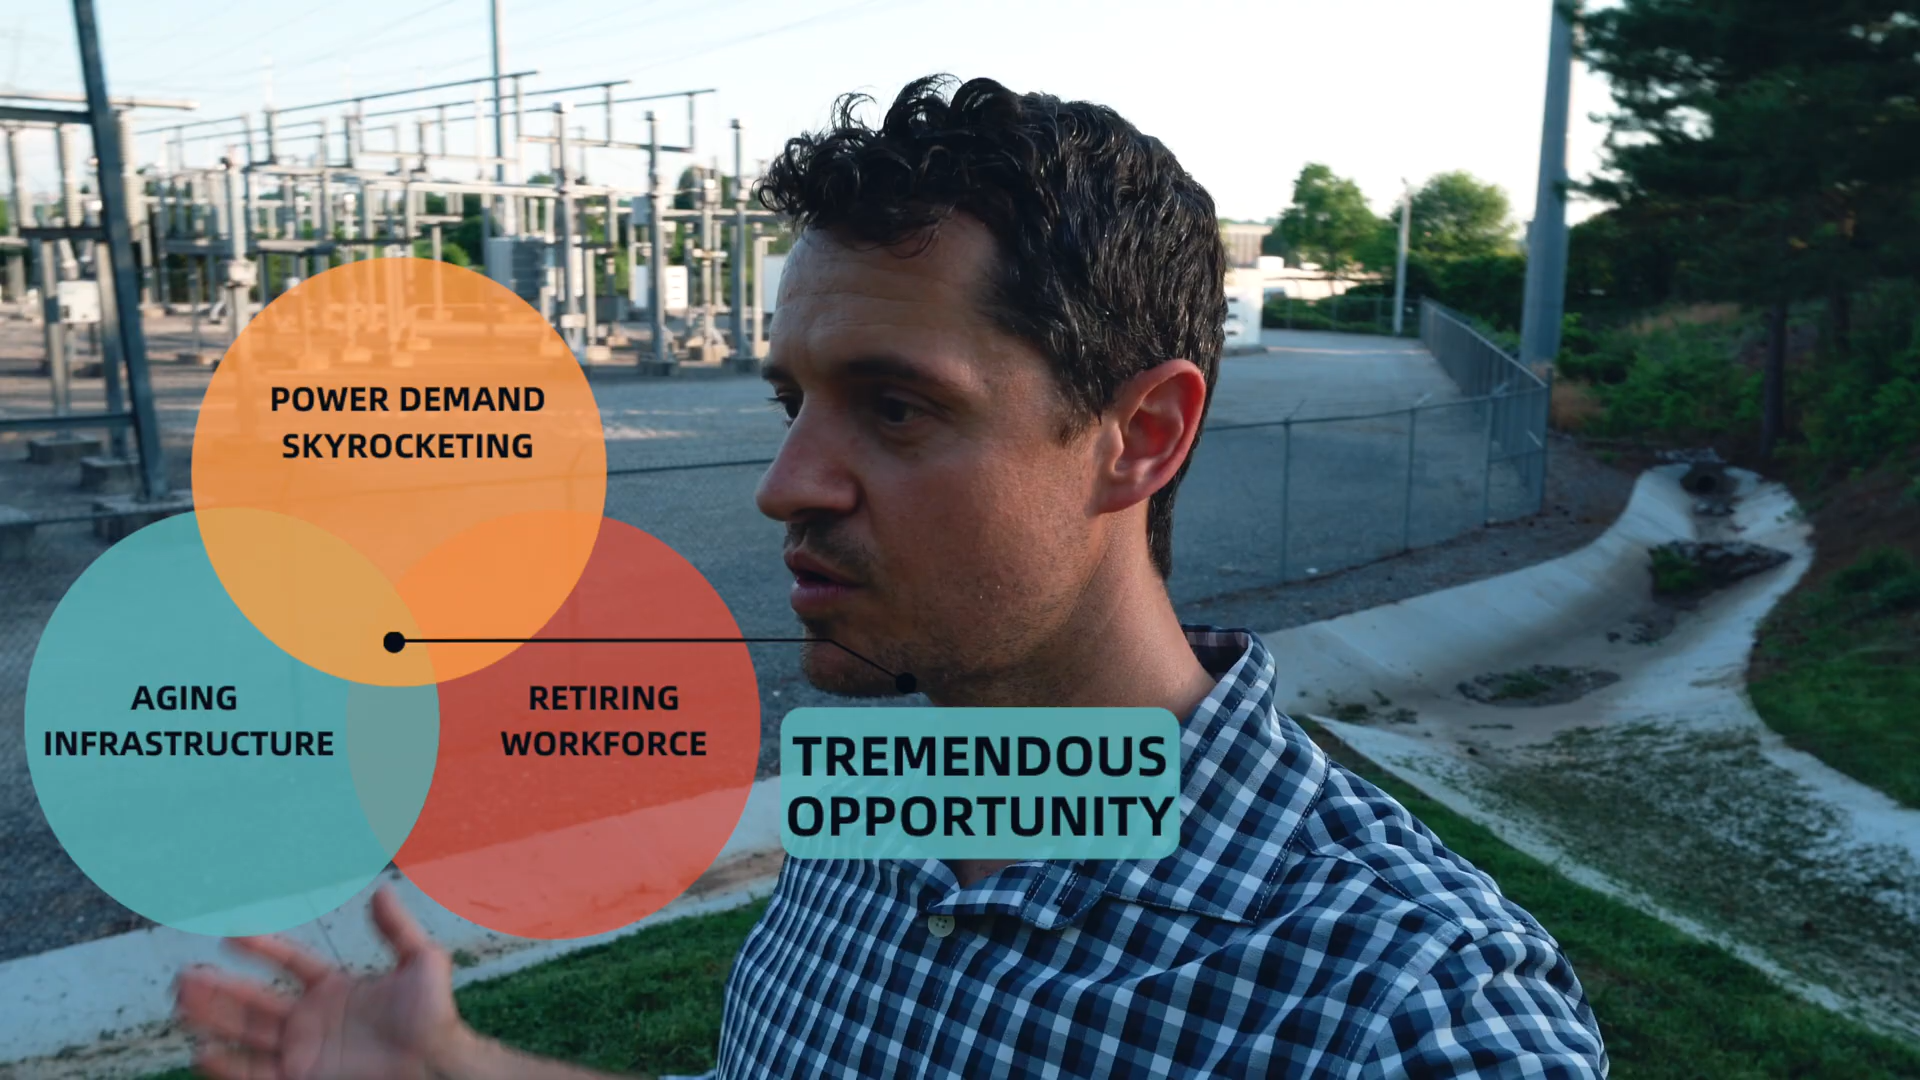 POWER DEMAND
SKYROCKETING
AGING
INFRASTRUCTURE
RETIRING
WORKFORCE
TREMENDOUS
OPPORTUNITY